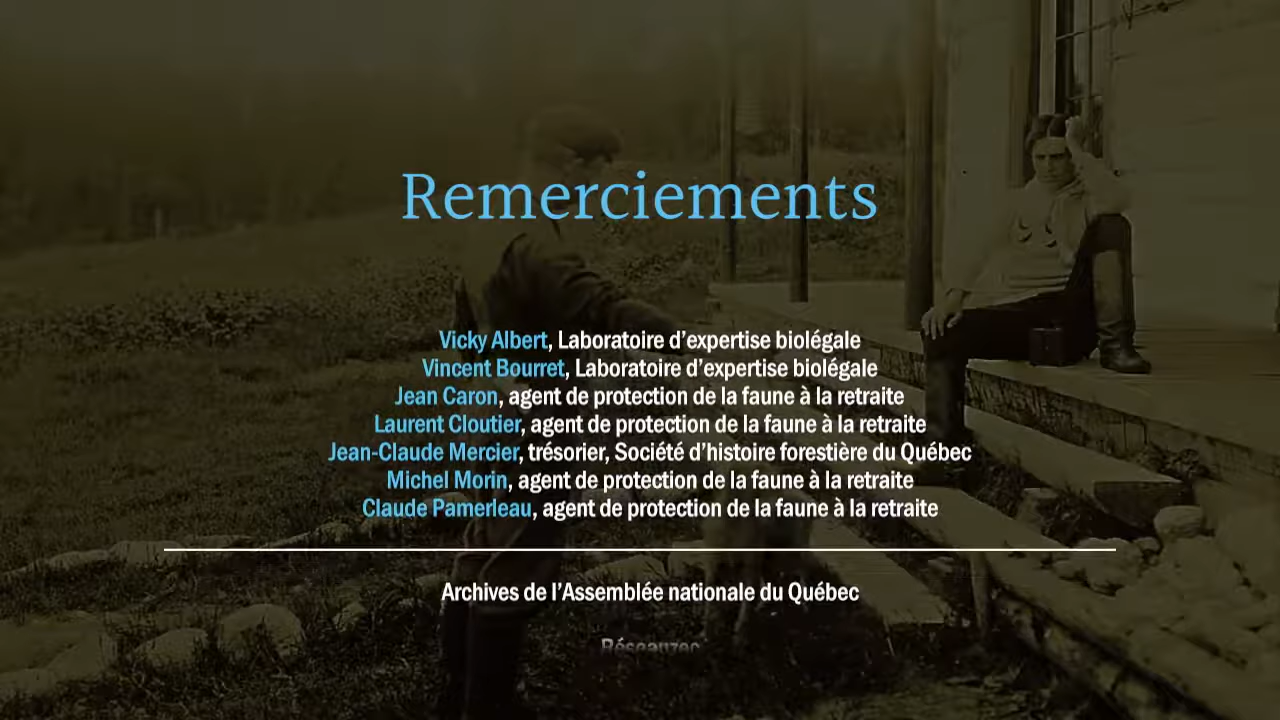 Remerciements
Vicky Albert, Laboratoire d’expertise biolégale
Vincent Bourret, Laboratoire d’expertise biolégale
Jean Caron, agent de protection de la faune à la retraite
Laurent Cloutier, agent de protection de la faune à la retraite
Jean-Claude Mercier, trésorier, Société d’histoire forestière du Québec
Michel Morin, agent de protection de la faune à la retraite
Claude Pamerleau, agent de protection de la faune à la retraite
Archives de l’Assemblée nationale du Québec
Réseauzec